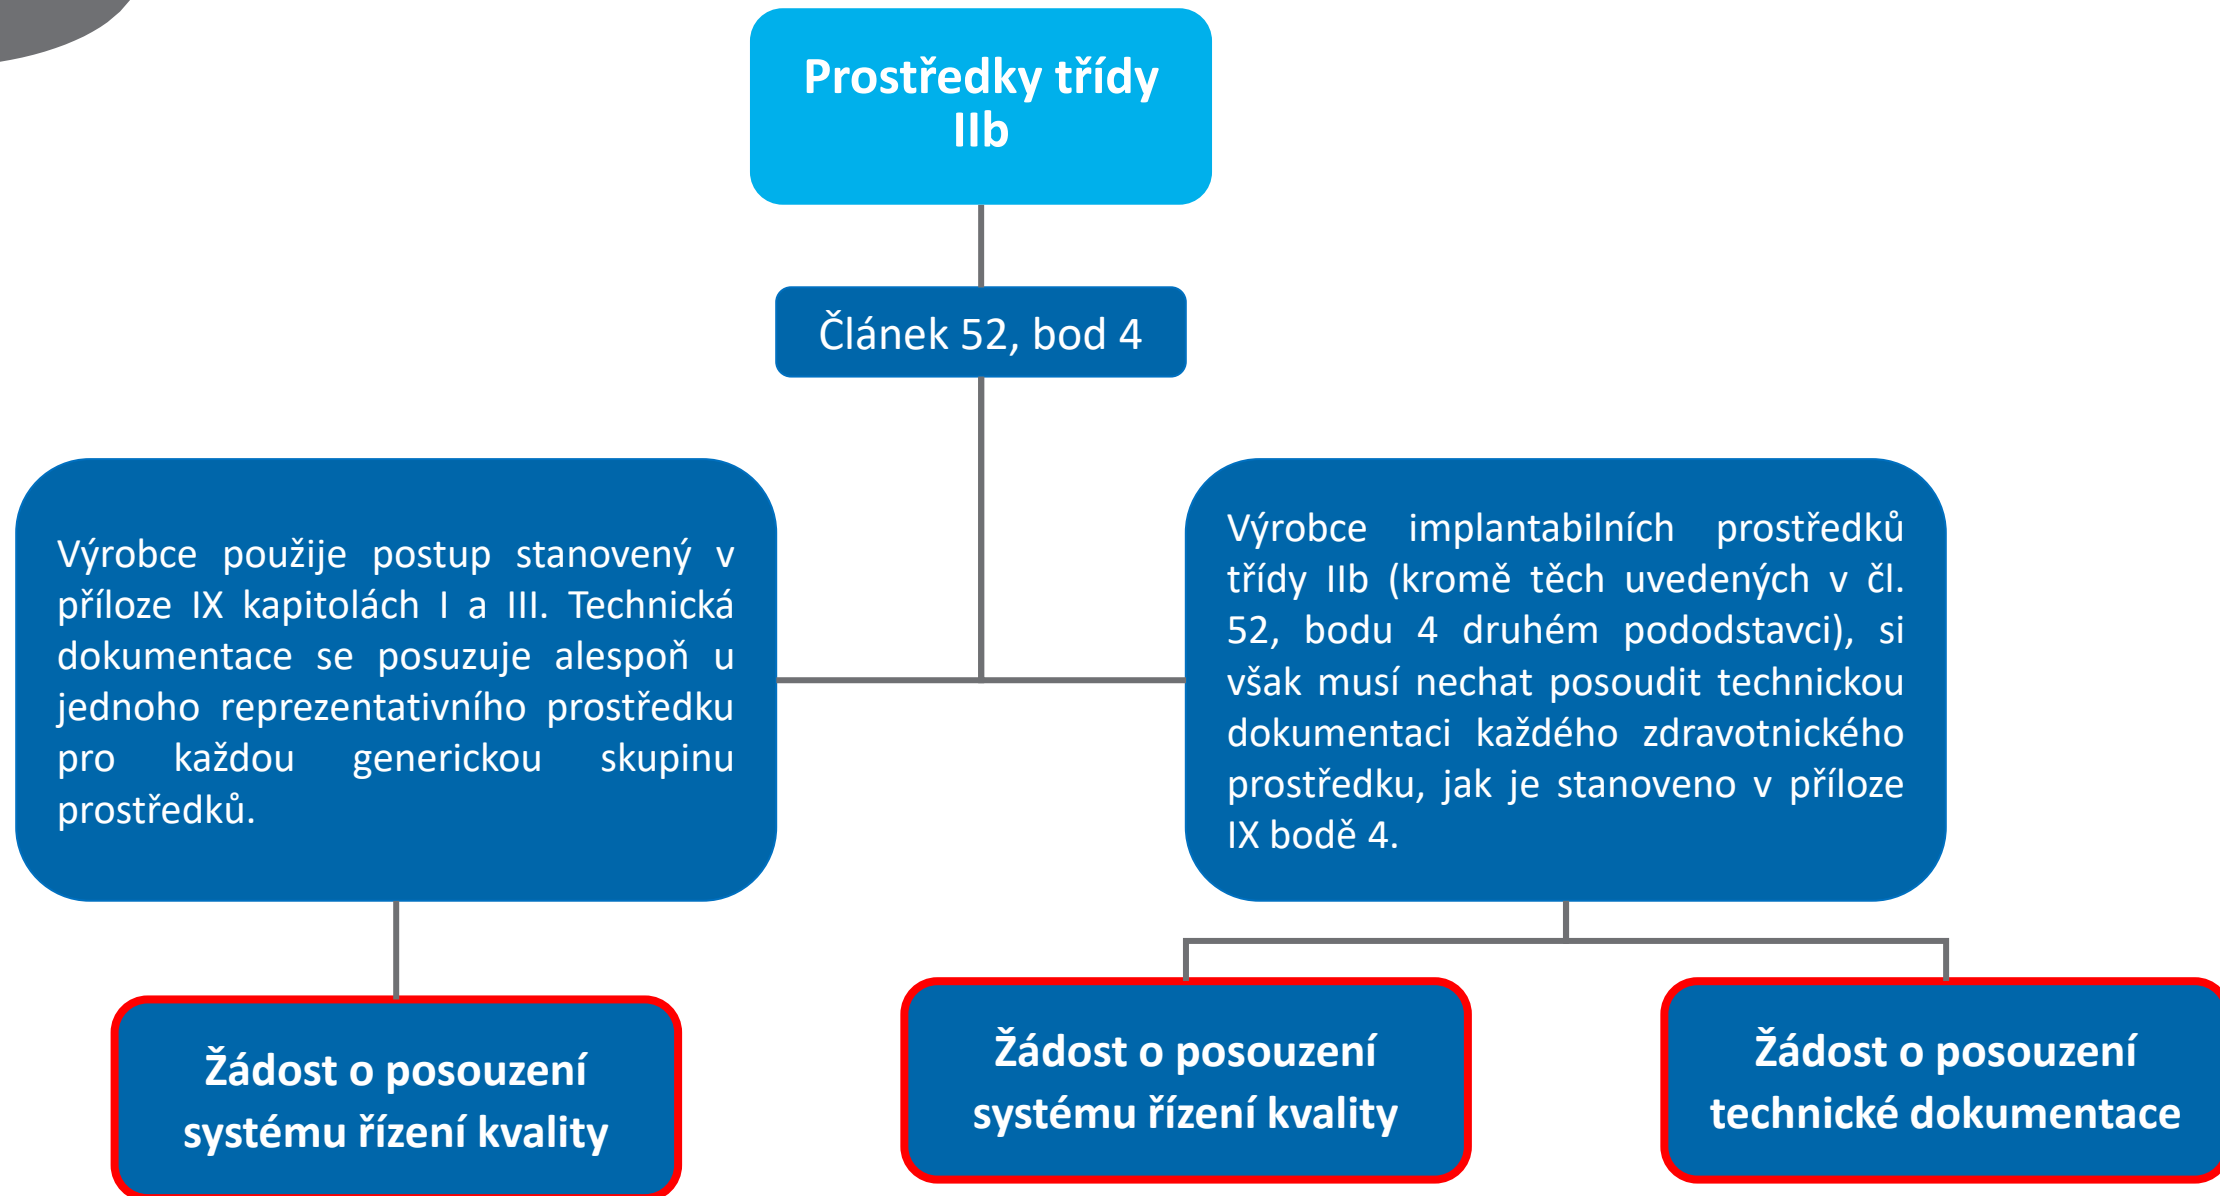 Prostředky třídy
IIb
Článek 52, bod 4
Výrobce použije postup stanovený v
příloze IX kapitolách I a III. Technická
dokumentace se posuzuje alespoň u
jednoho reprezentativního prostředku
pro každou generickou skupinu
prostředků.
Výrobce implantabilních prostředků
třídy IIb (kromě těch uvedených v čl.
52, bodu 4 druhém pododstavci), si
však musí nechat posoudit technickou
dokumentaci každého zdravotnického
prostředku, jak je stanoveno v příloze
IX bodě 4.
Žádost o posouzení
systému řízení kvality
Žádost o posouzení
systému řízení kvality
Žádost o posouzení
technické dokumentace